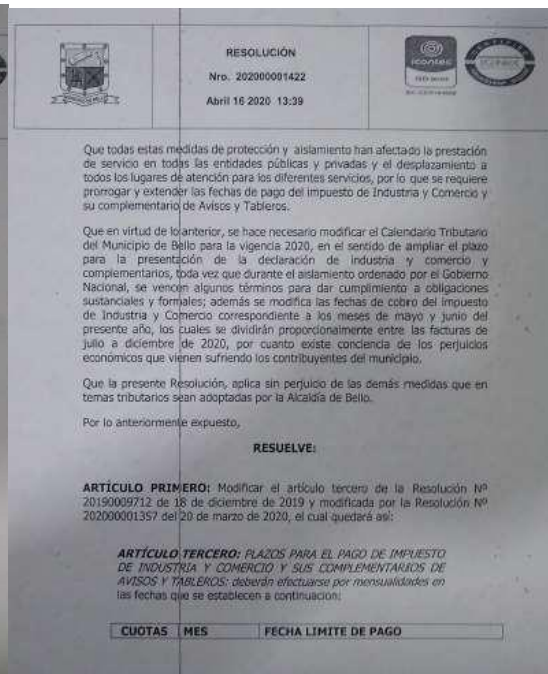 RESOLUCIÓN
Nro. 202000001422
Abril 16 2020 13:39
icontec
Que todas estas medidas de protección y aislamiento han afectado la prestación
de servicio en todas las entidades públicas y privadas y el desplazamiento a
todos los lugares de atención para los diferentes servicios, por lo que se requiere
prorrogar y extender las fechas de pago del impuesto de Industria y Comercio y
su complementario de Avisos y Tableros.
Que en virtud de lo anterior, se hace necesario modificar el Calendario Tributario
del Municipio de Bello para la vigencia 2020, en el sentido de ampliar el plazo
para la presentación de la declaración de industria y comercio y
complementarios, toda vez que durante el aislamiento ordenado por el Gobierno
Nacional, se vencen algunos términos para dar cumplimiento a obligaciones
sustanciales y formales; además se modifica las fechas de cobro del impuesto
de Industria y Comercio correspondiente a los meses de mayo y junio del
presente año, los cuales se dividirán proporcionalmente entre las facturas de
julio a diciembre de 2020, por cuanto existe conciencia de los perjuicios
económicos que vienen sufriendo los contribuyentes del municipio.
Que la presente Resolución, aplica sin perjuicio de las demás medidas que en
temas tributarios sean adoptadas por la Alcaldía de Bello.
Por lo anteriormente expuesto,
RESUELVE:
ARTÍCULO PRIMERO: Modificar el artículo tercero de la Resolución Nº
20190009712 de 18 de diciembre de 2019 y modificada por la Resolución Nº
202000001357 del 20 de marzo de 2020, el cual quedará así:
ARTÍCULO TERCERO: PLAZOS PARA EL PAGO DE IMPUESTO
DE INDUSTRIA Y COMERCIO Y SUS COMPLEMENTARIOS DE
AVISOS Y TABLEROS: deberán efectuarse por mensualidades en
las fechas que se establecen a continuación:
CUOTAS MES FECHA LIMITE DE PAGO